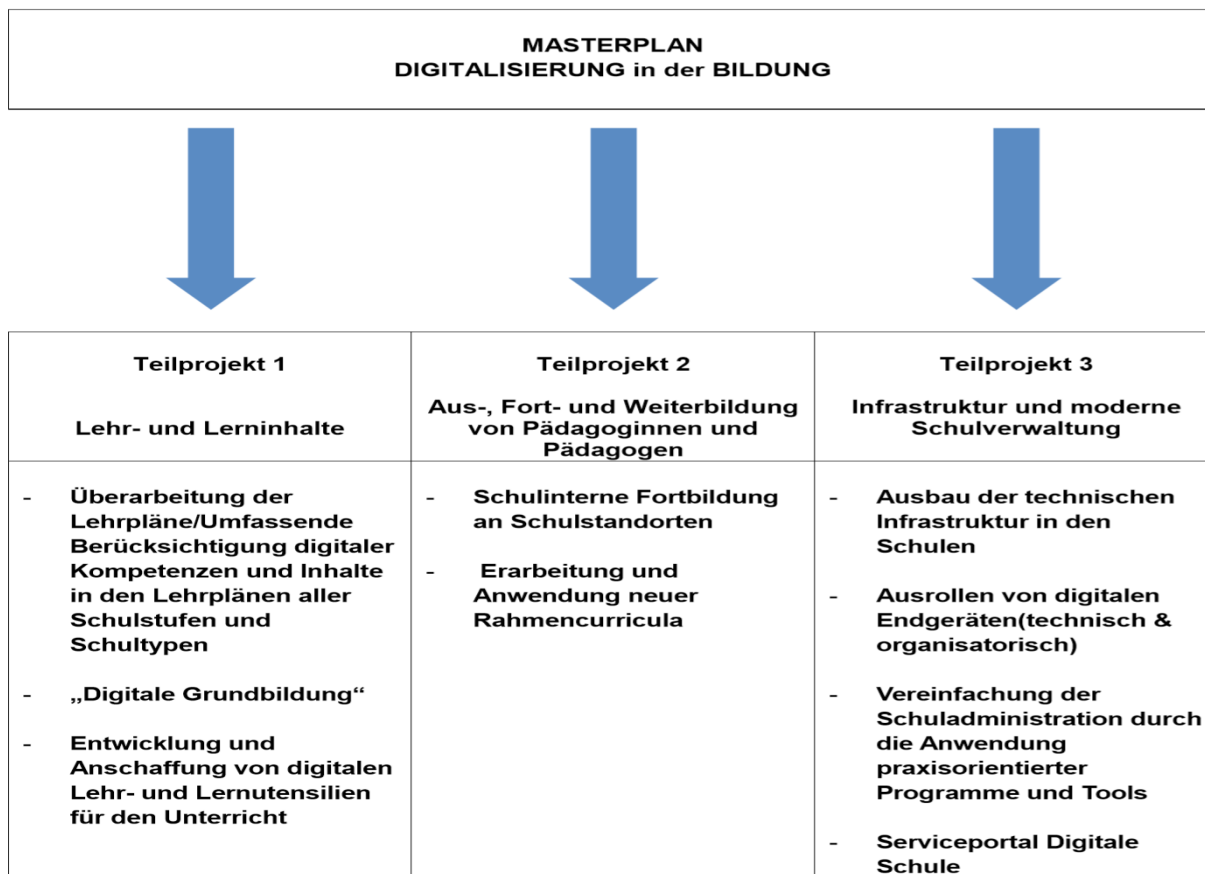 MASTERPLAN
DIGITALISIERUNG in der BILDUNG
Teilprojekt 1
Lehr- und Lerninhalte
Teilprojekt 2
Aus-, Fort- und Weiterbildung
von Pädagoginnen und
Pädagogen
Teilprojekt 3
Infrastruktur und moderne
Schulverwaltung
- Überarbeitung der
Lehrpläne/Umfassende
Berücksichtigung digitaler
Kompetenzen und Inhalte
in den Lehrplänen aller
Schulstufen und
Schultypen
- „Digitale Grundbildung“
- Entwicklung und
Anschaffung von digitalen
Lehr- und Lernutensilien
für den Unterricht
- Schulinterne Fortbildung
an Schulstandorten
- Erarbeitung und
Anwendung neuer
Rahmencurricula
- Ausbau der technischen
Infrastruktur in den
Schulen
- Ausrollen von digitalen
Endgeräten(technisch &
organisatorisch)
- Vereinfachung der
Schuladministration durch
die Anwendung
praxisorientierter
Programme und Tools
- Serviceportal Digitale
Schule